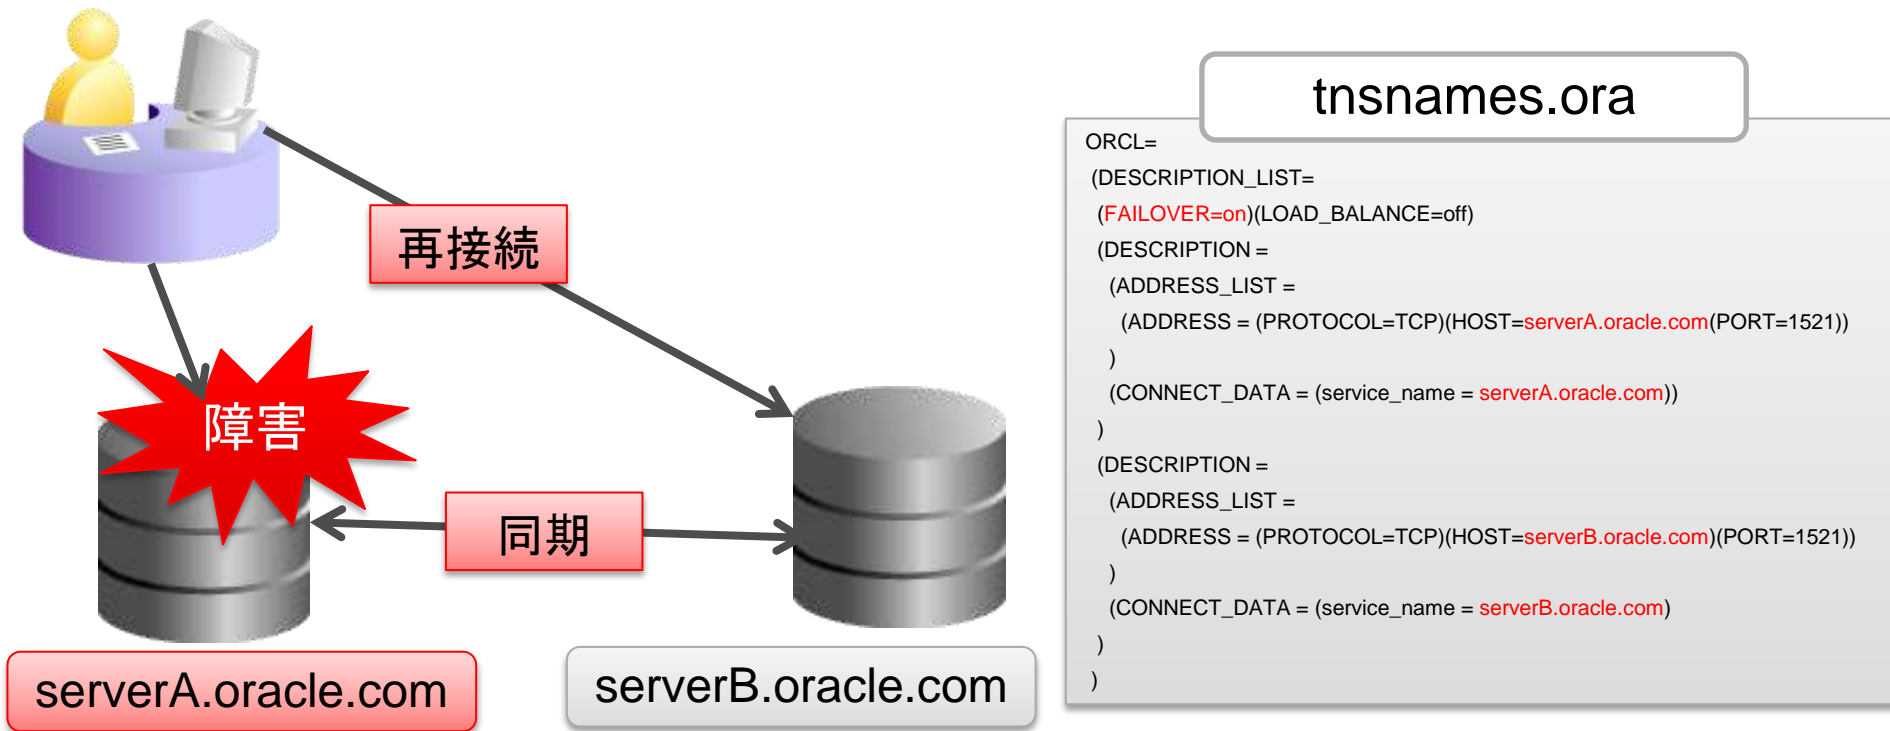 再接続
障害
同期
serverA.oracle.com
serverB.oracle.com
tnsnames.ora
ORCL=
(DESCRIPTION_LIST=
(FAILOVER=on)(LOAD_BALANCE=off)
(DESCRIPTION =
(ADDRESS_LIST =
(ADDRESS = (PROTOCOL=TCP)(HOST=serverA.oracle.com(PORT=1521))
)
(CONNECT_DATA = (service_name = serverA.oracle.com))
)
(DESCRIPTION =
(ADDRESS_LIST =
(ADDRESS = (PROTOCOL=TCP)(HOST=serverB.oracle.com)(PORT=1521))
)
(CONNECT_DATA = (service_name = serverB.oracle.com)
)
)